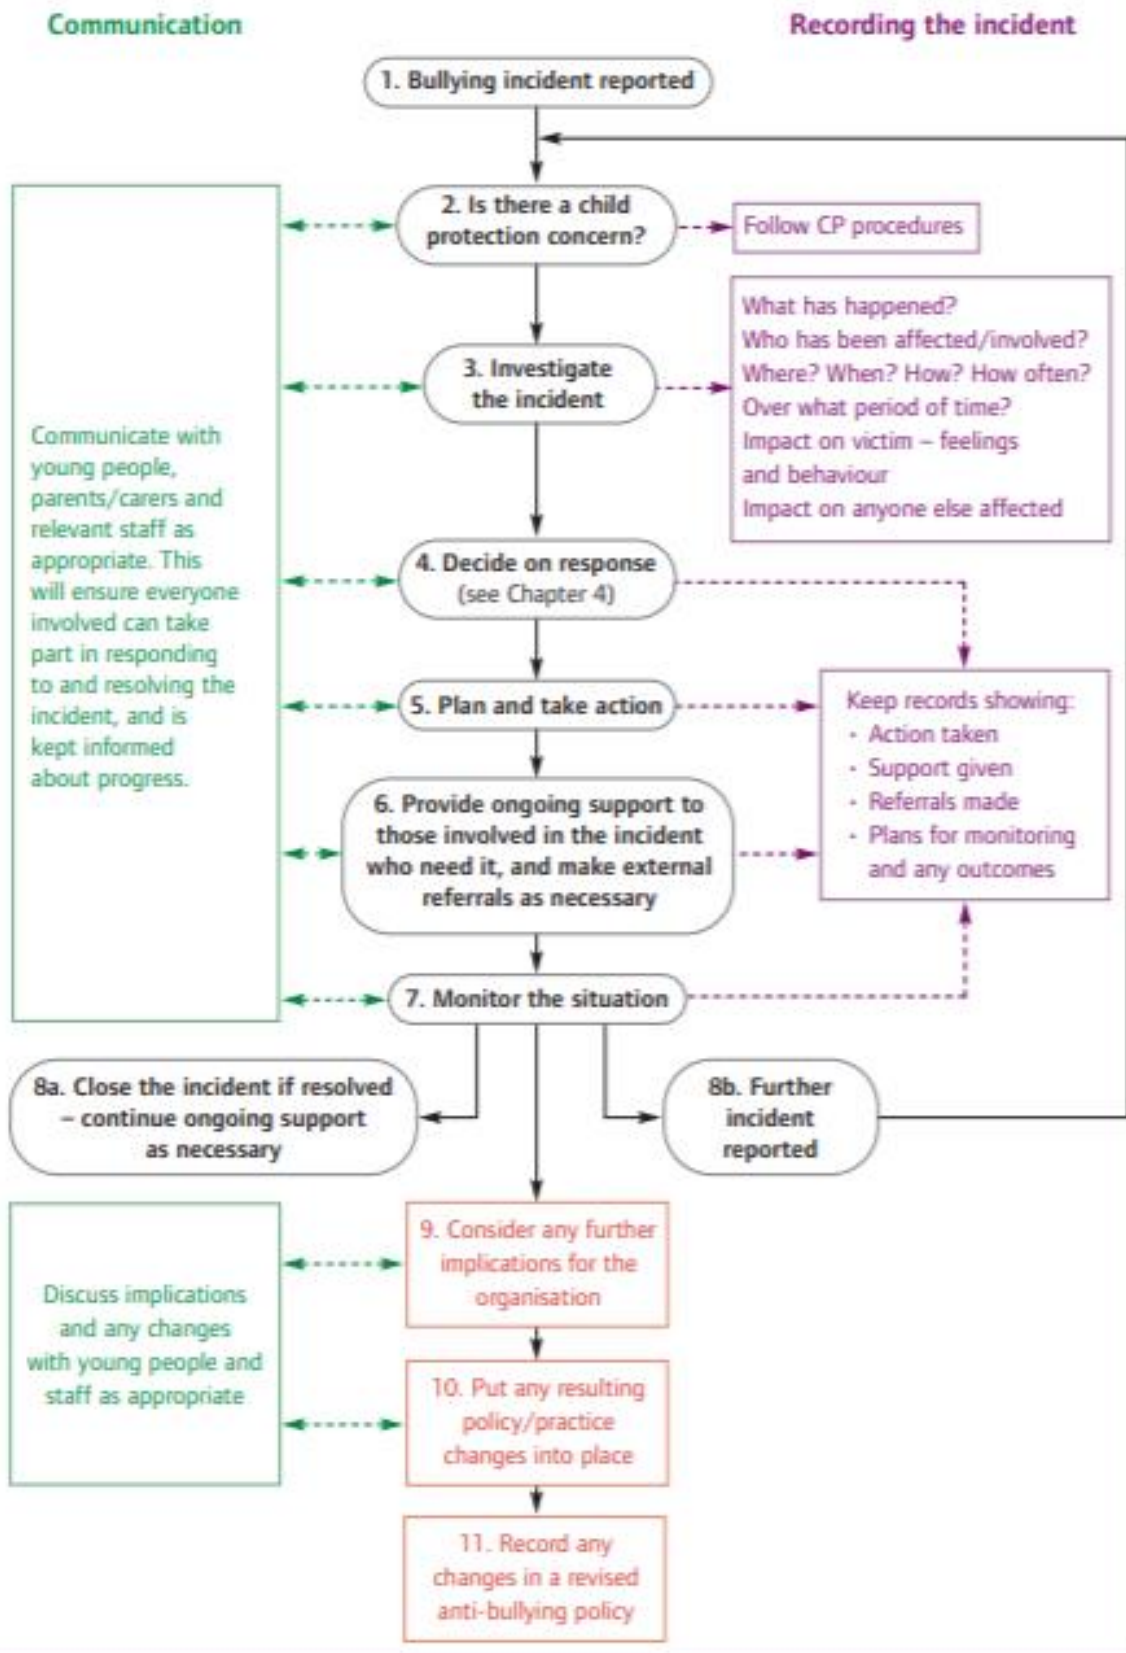 Communication
Recording the incident
1. Bullying incident reported
2. Is there a child
protection concern?
Follow CP procedures
What has happened?
Who has been affected/involved?
Where? When? How? How often?
Over what period of time?
Impact on victim – feelings
and behaviour
Impact on anyone else affected
3. Investigate
the incident
Communicate with
young people,
parents/carers and
relevant staff as
appropriate. This
will ensure everyone
involved can take
part in responding
to and resolving the
incident, and is
kept informed
about progress.
4. Decide on response
(see Chapter 4)
5. Plan and take action
Keep records showing:
· Action taken
· Support given
· Referrals made
· Plans for monitoring
and any outcomes
6. Provide ongoing support to
those involved in the incident
who need it, and make external
referrals as necessary
7. Monitor the situation
8a. Close the incident if resolved
– continue ongoing support
as necessary
8b. Further
incident
reported
9. Consider any further
implications for the
organisation
Discuss implications
and any changes
with young people and
staff as appropriate
10. Put any resulting
policy/practice
changes into place
11. Record any
changes in a revised
anti-bullying policy